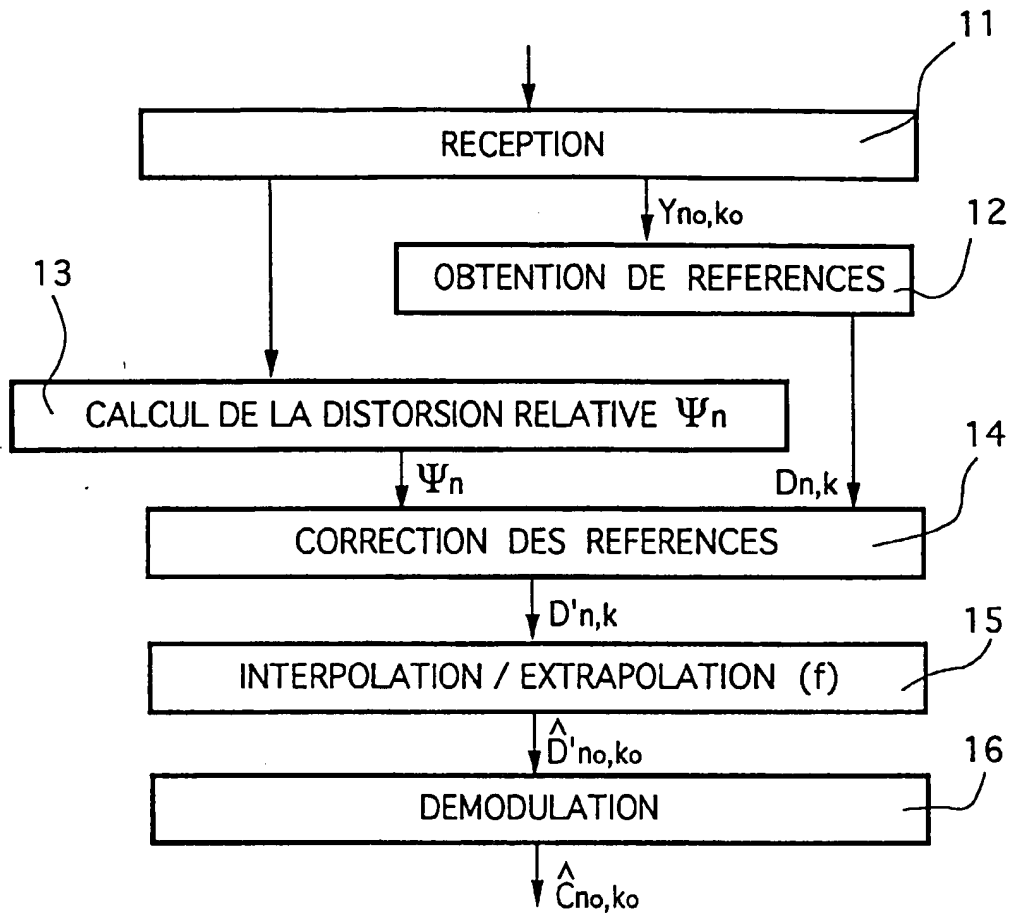 11
RECEPTION
Yno,ko
12
OBTENTION DE REFERENCES
13
CALCUL DE LA DISTORSION RELATIVE Ψn
14
Ψn
Dn,k
CORRECTION DES REFERENCES
D'n,k
15
INTERPOLATION / EXTRAPOLATION (f)
D̂'no,ko
16
DEMODULATION
Ĉno,ko